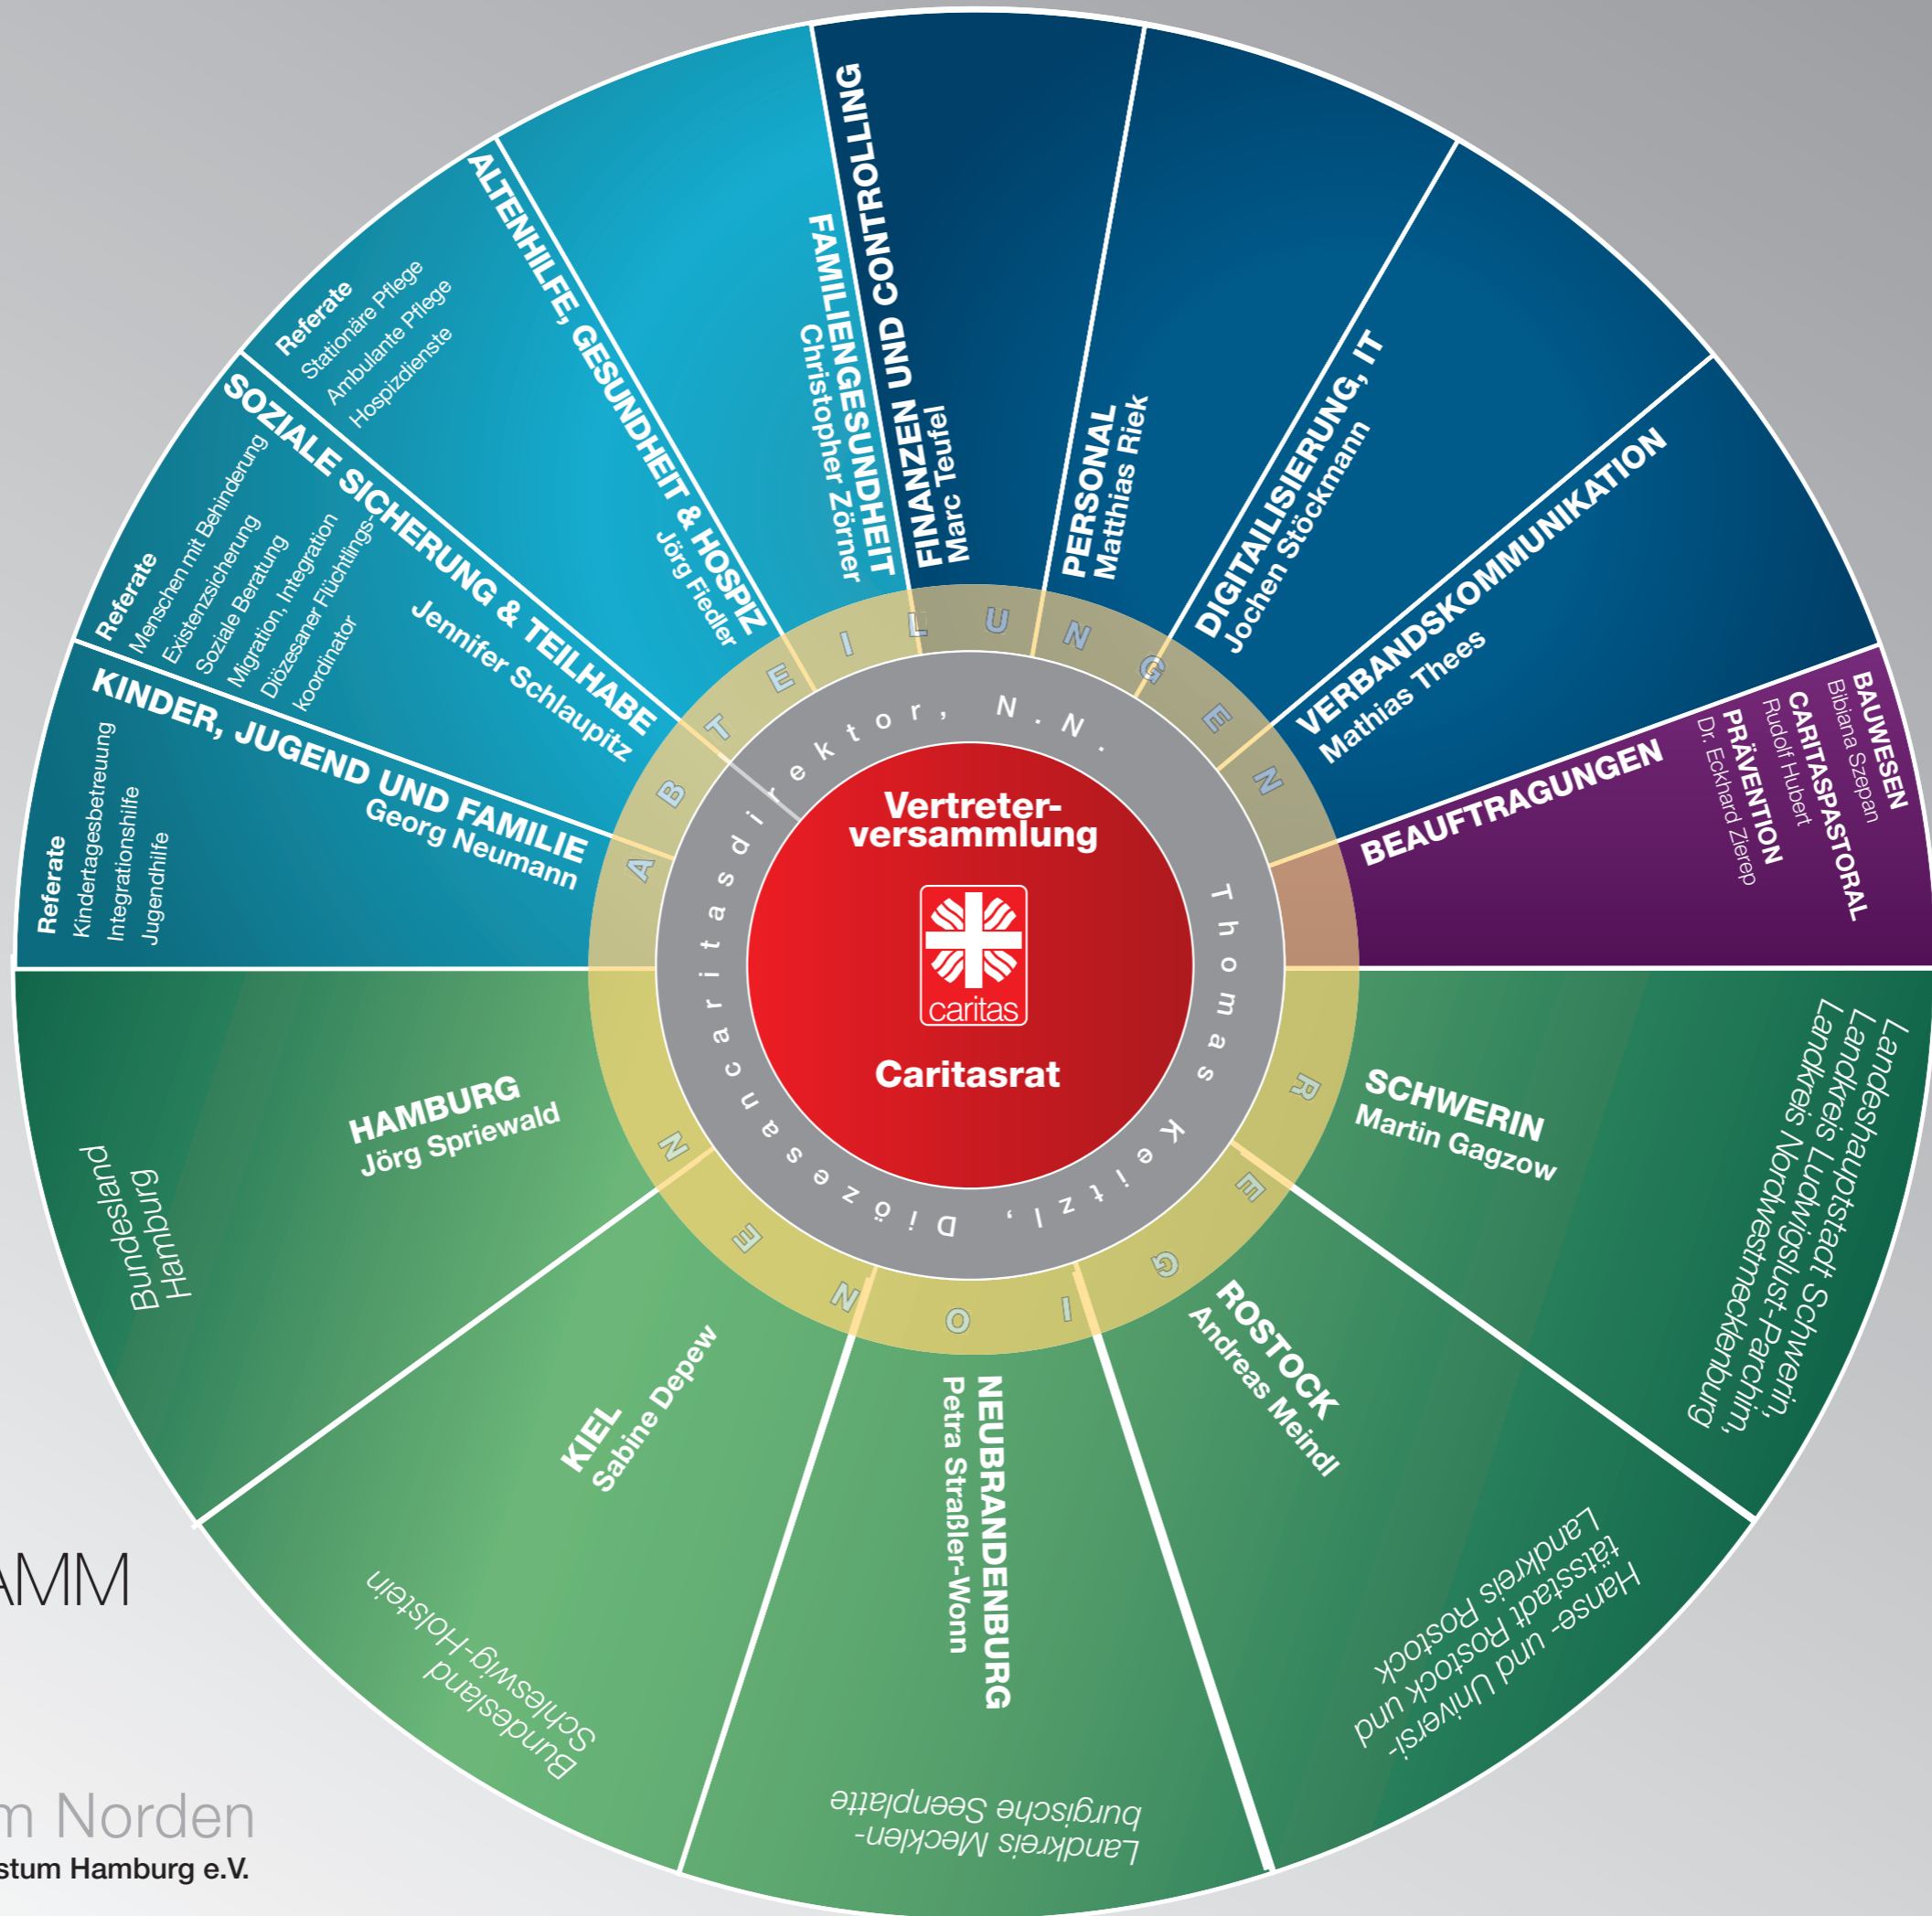 Vertreter-
versammlung
caritas
Caritasrat
Thomas Keitzl, Diözesancaritasdirektor, N.N.
ABTEILUNGEN
KINDER, JUGEND UND FAMILIE
Georg Neumann
Referate
Kindertagesbetreuung
Integrationshilfe
Jugendhilfe
SOZIALE SICHERUNG & TEILHABE
Jennifer Schlaupitz
Referate
Menschen mit Behinderung
Existenzsicherung
Soziale Beratung
Migration, Integration
Diözesaner Flüchtlings-
koordinator
ALTENHILFE, GESUNDHEIT & HOSPIZ
Jörg Fiedler
Referate
Stationäre Pflege
Ambulante Pflege
Hospizdienste
FAMILIENGESUNDHEIT
Christopher Zörner
FINANZEN UND CONTROLLING
Marc Teufel
PERSONAL
Matthias Riek
DIGITAILISIERUNG, IT
Jochen Stöckmann
VERBANDSKOMMUNIKATION
Mathias Thees
BEAUFTRAGUNGEN
BAUWESEN
Bibiana Szepan
CARITASPASTORAL
Rudolf Hubert
PRÄVENTION
Dr. Eckhard Zierep
REGIONEN
SCHWERIN
Martin Gagzow
Landeshauptstadt Schwerin,
Landkreis Ludwigslust-Parchim,
Landkreis Nordwestmecklenburg
ROSTOCK
Andreas Meindl
Hanse- und Universi-
tätsstadt Rostock und
Landkreis Rostock
NEUBRANDENBURG
Petra Straßler-Wonn
Landkreis Mecklen-
burgische Seenplatte
KIEL
Sabine Depew
Bundesland
Schleswig-Holstein
HAMBURG
Jörg Spriewald
Bundesland
Hamburg
AMM
m Norden
stum Hamburg e.V.